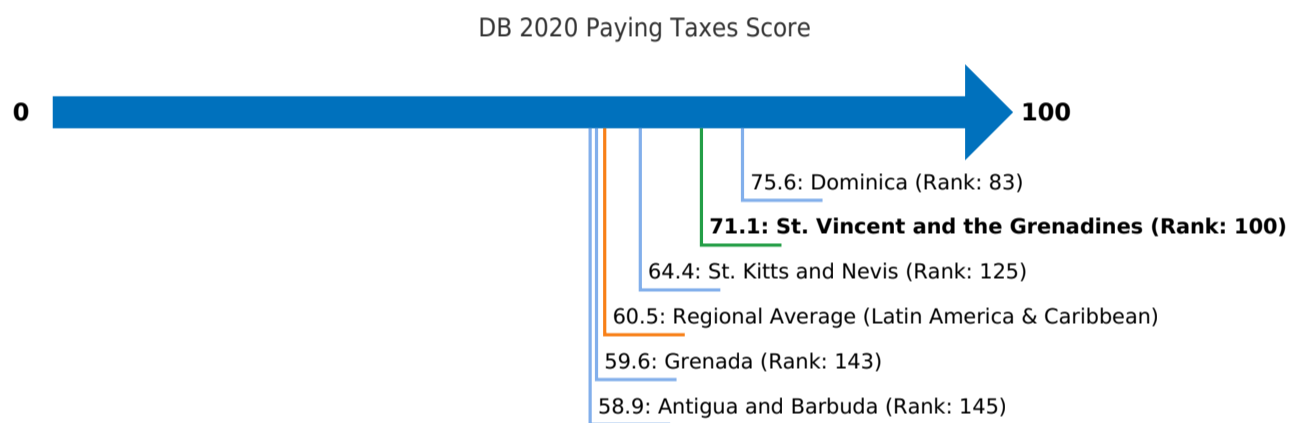 DB 2020 Paying Taxes Score
0
100
75.6: Dominica (Rank: 83)
71.1: St. Vincent and the Grenadines (Rank: 100)
64.4: St. Kitts and Nevis (Rank: 125)
60.5: Regional Average (Latin America & Caribbean)
59.6: Grenada (Rank: 143)
58.9: Antigua and Barbuda (Rank: 145)